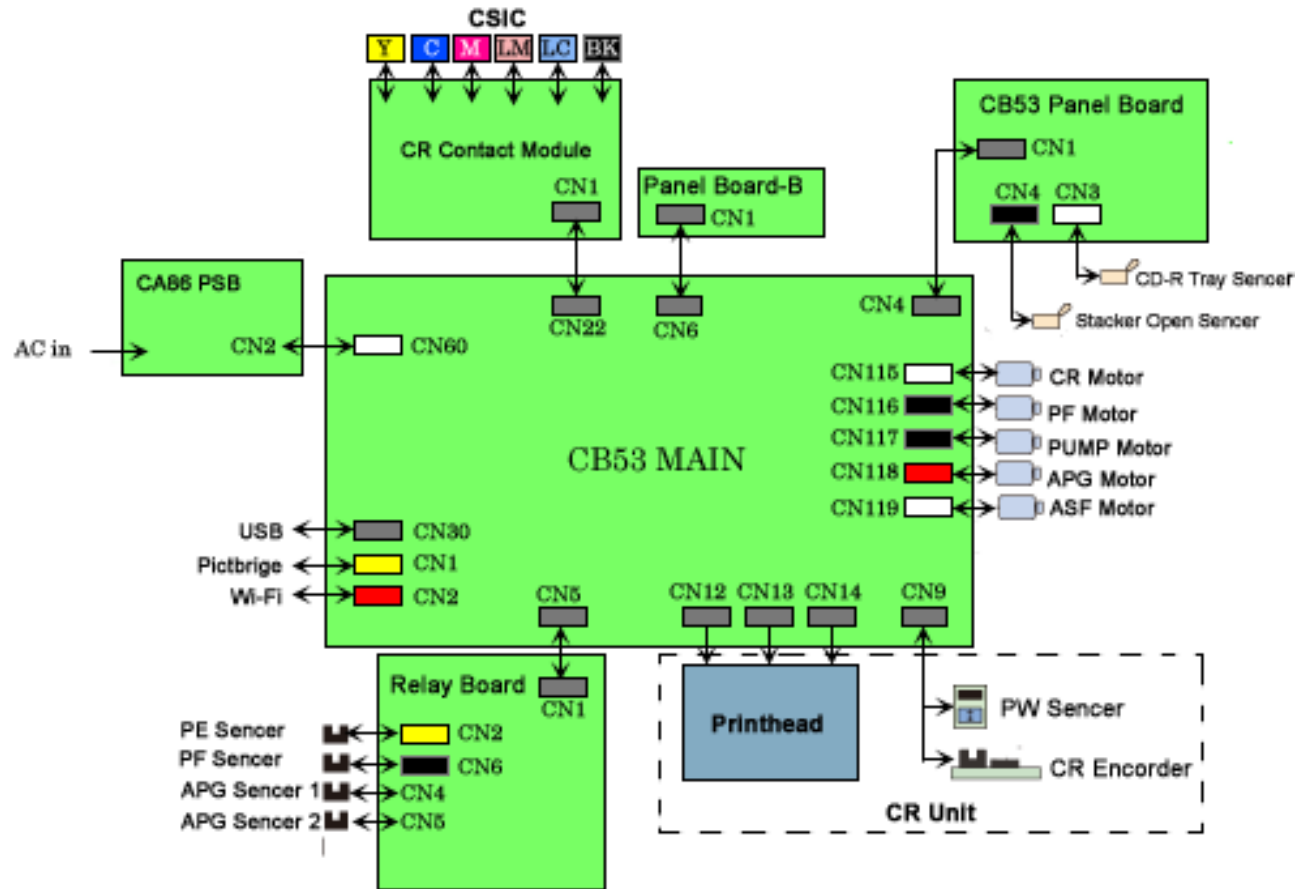 CSIC
Y C M LM LC BK
CR Contact Module
CN1
Panel Board-B
CN1
CB53 Panel Board
CN1
CN4 CN3
CD-R Tray Sencer
Stacker Open Sencer
CA86 PSB
AC in
CN2
CN60
CN22
CN6
CN4
CN115 CR Motor
CN116 PF Motor
CN117 PUMP Motor
CN118 APG Motor
CN119 ASF Motor
CB53 MAIN
USB CN30
Pictbrige CN1
Wi-Fi CN2
CN5
CN12 CN13 CN14
CN9
Relay Board
CN1
PE Sencer CN2
PF Sencer CN6
APG Sencer 1 CN4
APG Sencer 2 CN5
Printhead
PW Sencer
CR Encorder
CR Unit